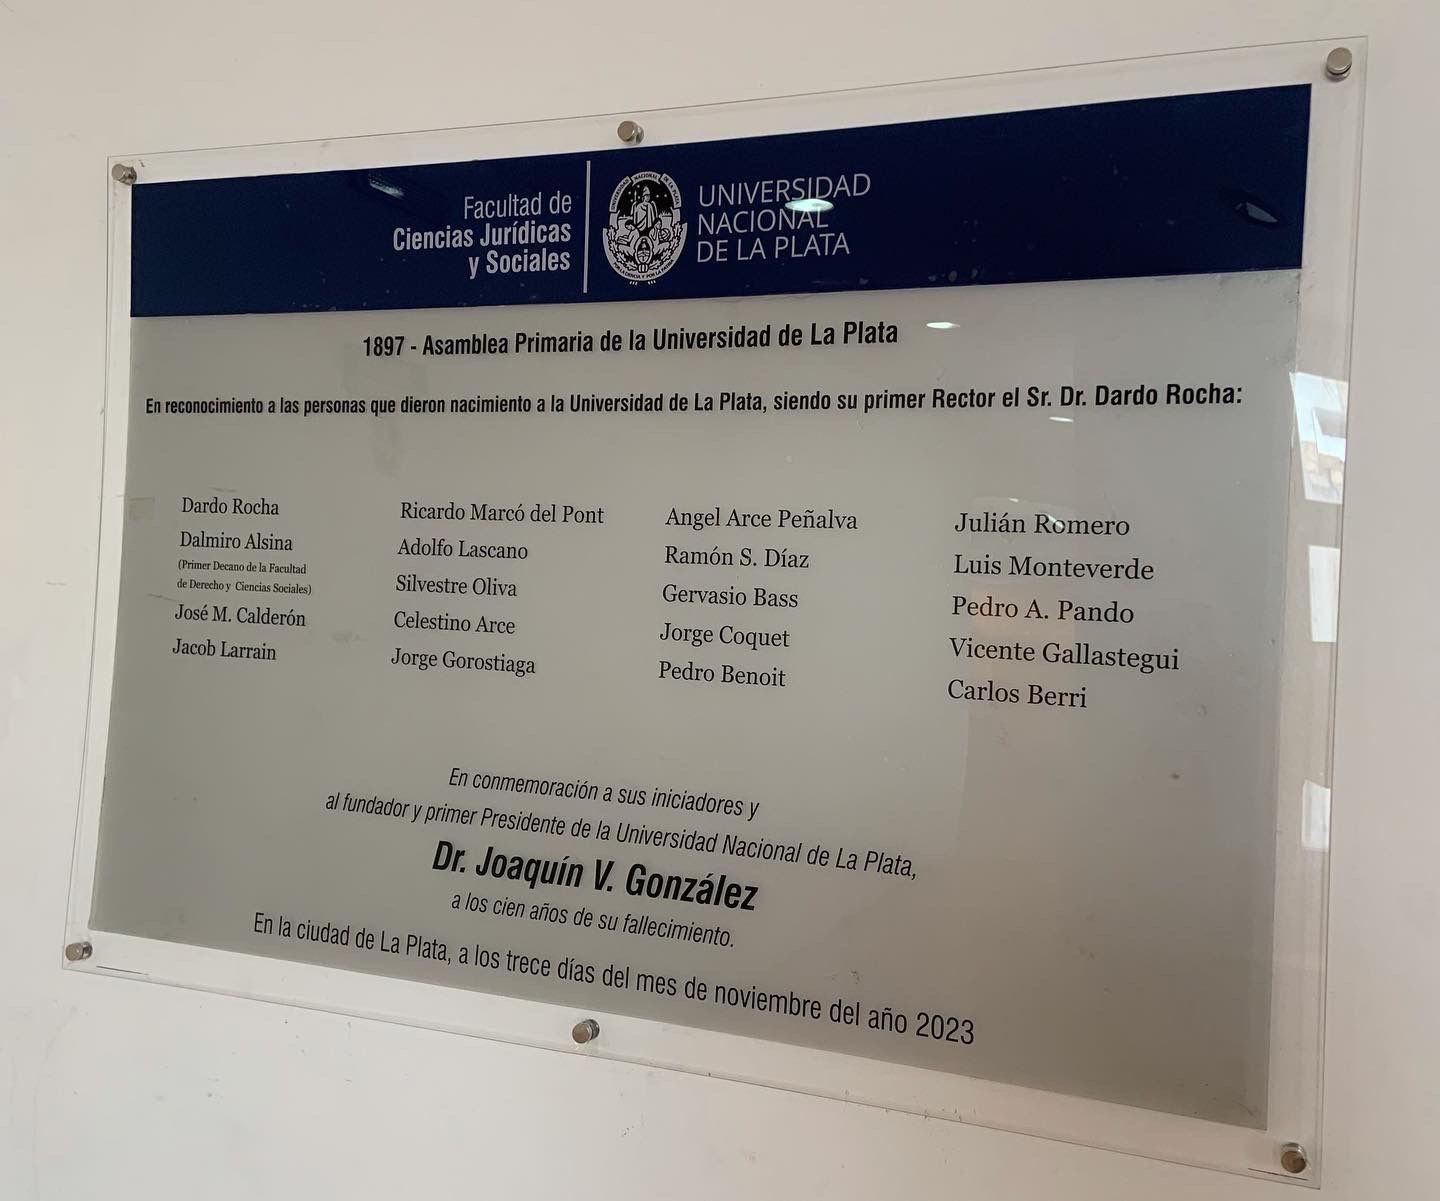 Facultad de
Ciencias Jurídicas
y Sociales
UNIVERSIDAD
NACIONAL
DE LA PLATA
1897 - Asamblea Primaria de la Universidad de La Plata
En reconocimiento a las personas que dieron nacimiento a la Universidad de La Plata, siendo su primer Rector el Sr. Dr. Dardo Rocha:
Dardo Rocha
Dalmiro Alsina
(Primer Decano de la Facultad
de Derecho y Ciencias Sociales)
José M. Calderón
Jacob Larrain
Ricardo Marcó del Pont
Adolfo Lascano
Silvestre Oliva
Celestino Arce
Jorge Gorostiaga
Angel Arce Peñalva
Ramón S. Díaz
Gervasio Bass
Jorge Coquet
Pedro Benoit
Julián Romero
Luis Monteverde
Pedro A. Pando
Vicente Gallastegui
Carlos Berri
En conmemoración a sus iniciadores y
al fundador y primer Presidente de la Universidad Nacional de La Plata,
Dr. Joaquín V. González
a los cien años de su fallecimiento.
En la ciudad de La Plata, a los trece días del mes de noviembre del año 2023